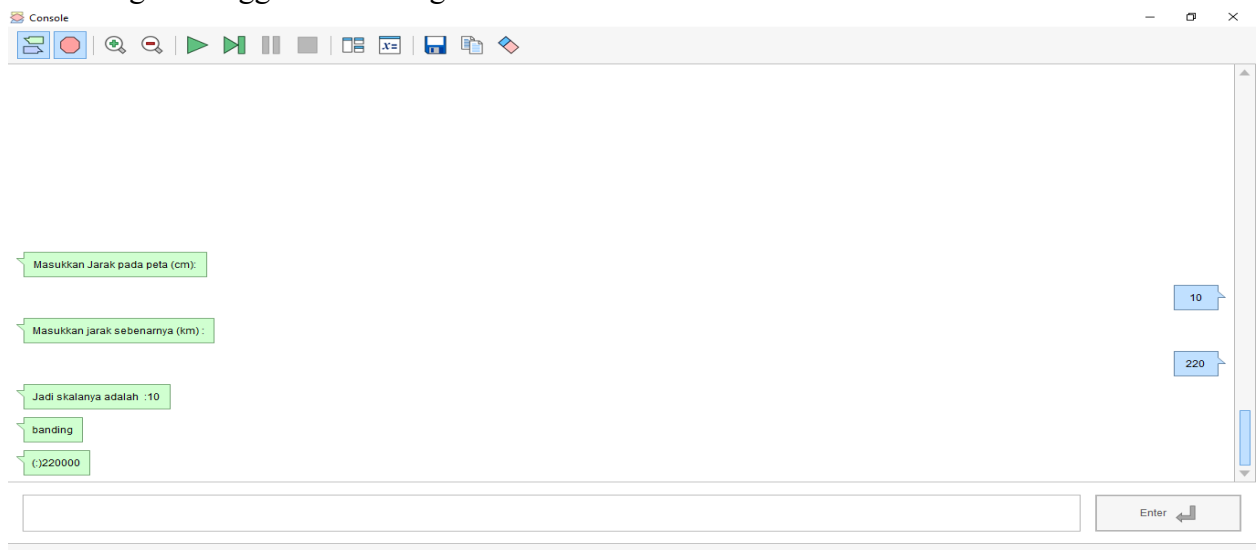 Console
x=
Masukkan Jarak pada peta (cm):
10
Masukkan jarak sebenarnya (km) :
220
Jadi skalanya adalah :10
banding
(:)220000
Enter